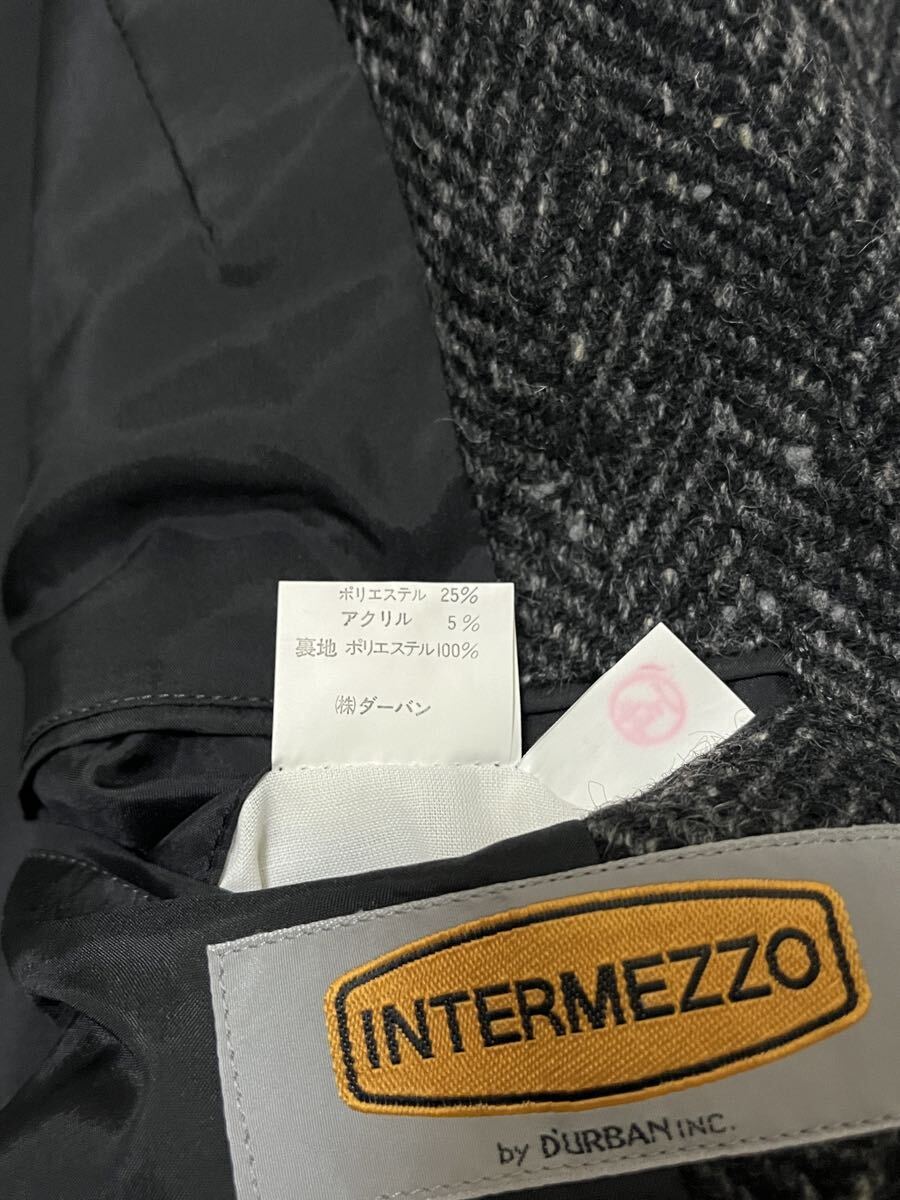 ポリエステル 25%
アクリル 5%
裏地 ポリエステル100%
㈱ダーバン
INTERMEZZO
by D'URBAN INC.